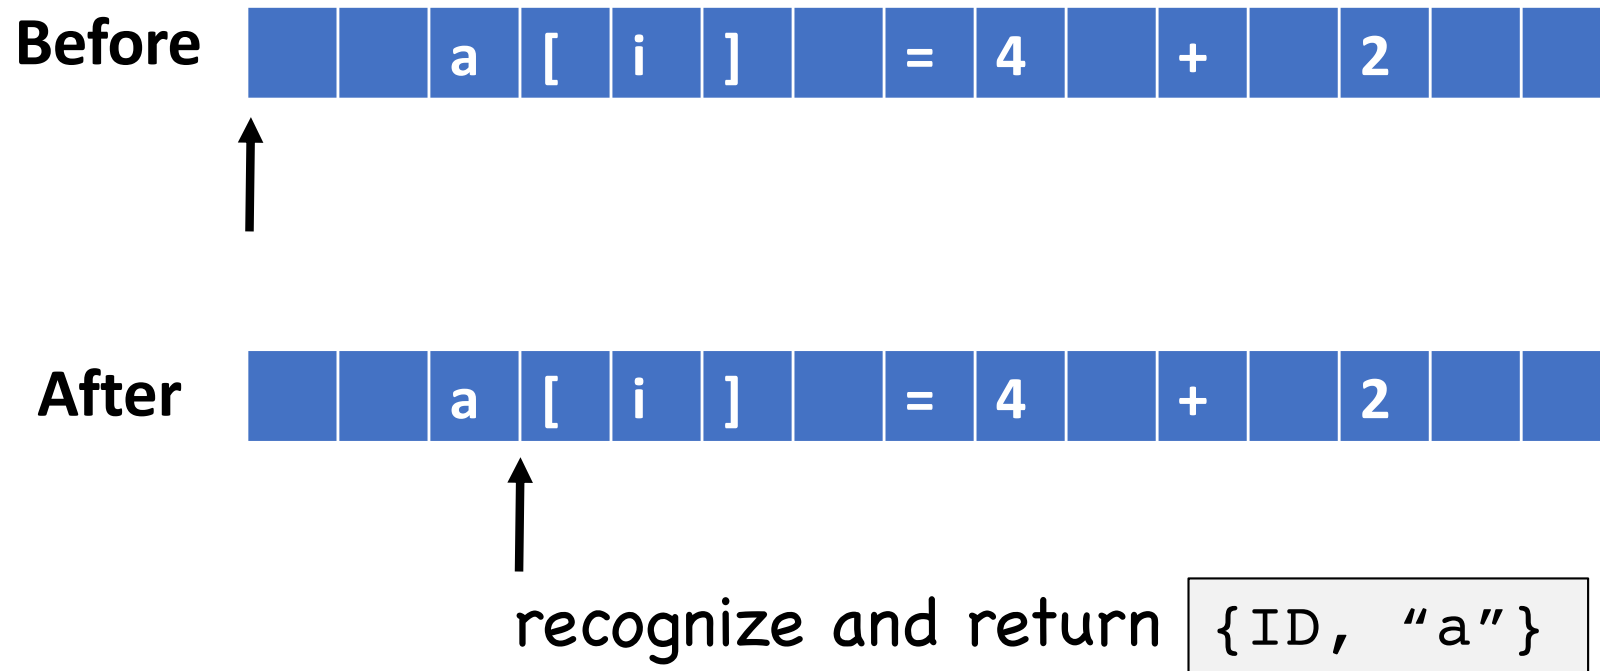 Before a [ i ] = 4 + 2
After a [ i ] = 4 + 2
recognize and return {ID, “a”}